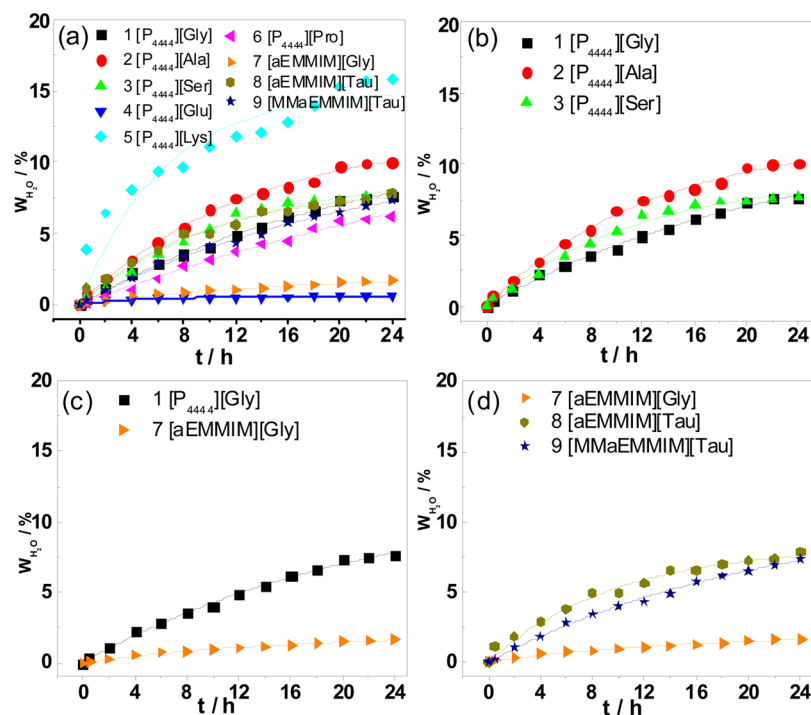 (a)
1 [P4444][Gly]
2 [P4444][Ala]
3 [P4444][Ser]
4 [P4444][Glu]
5 [P4444][Lys]
6 [P4444][Pro]
7 [aEMMIM][Gly]
8 [aEMMIM][Tau]
9 [MMaEMMIM][Tau]
20
15
10
5
0
WH2O / %
0 4 8 12 16 20 24
t / h
(b)
1 [P4444][Gly]
2 [P4444][Ala]
3 [P4444][Ser]
20
15
10
5
0
WH2O / %
0 4 8 12 16 20 24
t / h
(c)
1 [P4444][Gly]
7 [aEMMIM][Gly]
20
15
10
5
0
WH2O / %
0 4 8 12 16 20 24
t / h
(d)
7 [aEMMIM][Gly]
8 [aEMMIM][Tau]
9 [MMaEMMIM][Tau]
20
15
10
5
0
WH2O / %
0 4 8 12 16 20 24
t / h